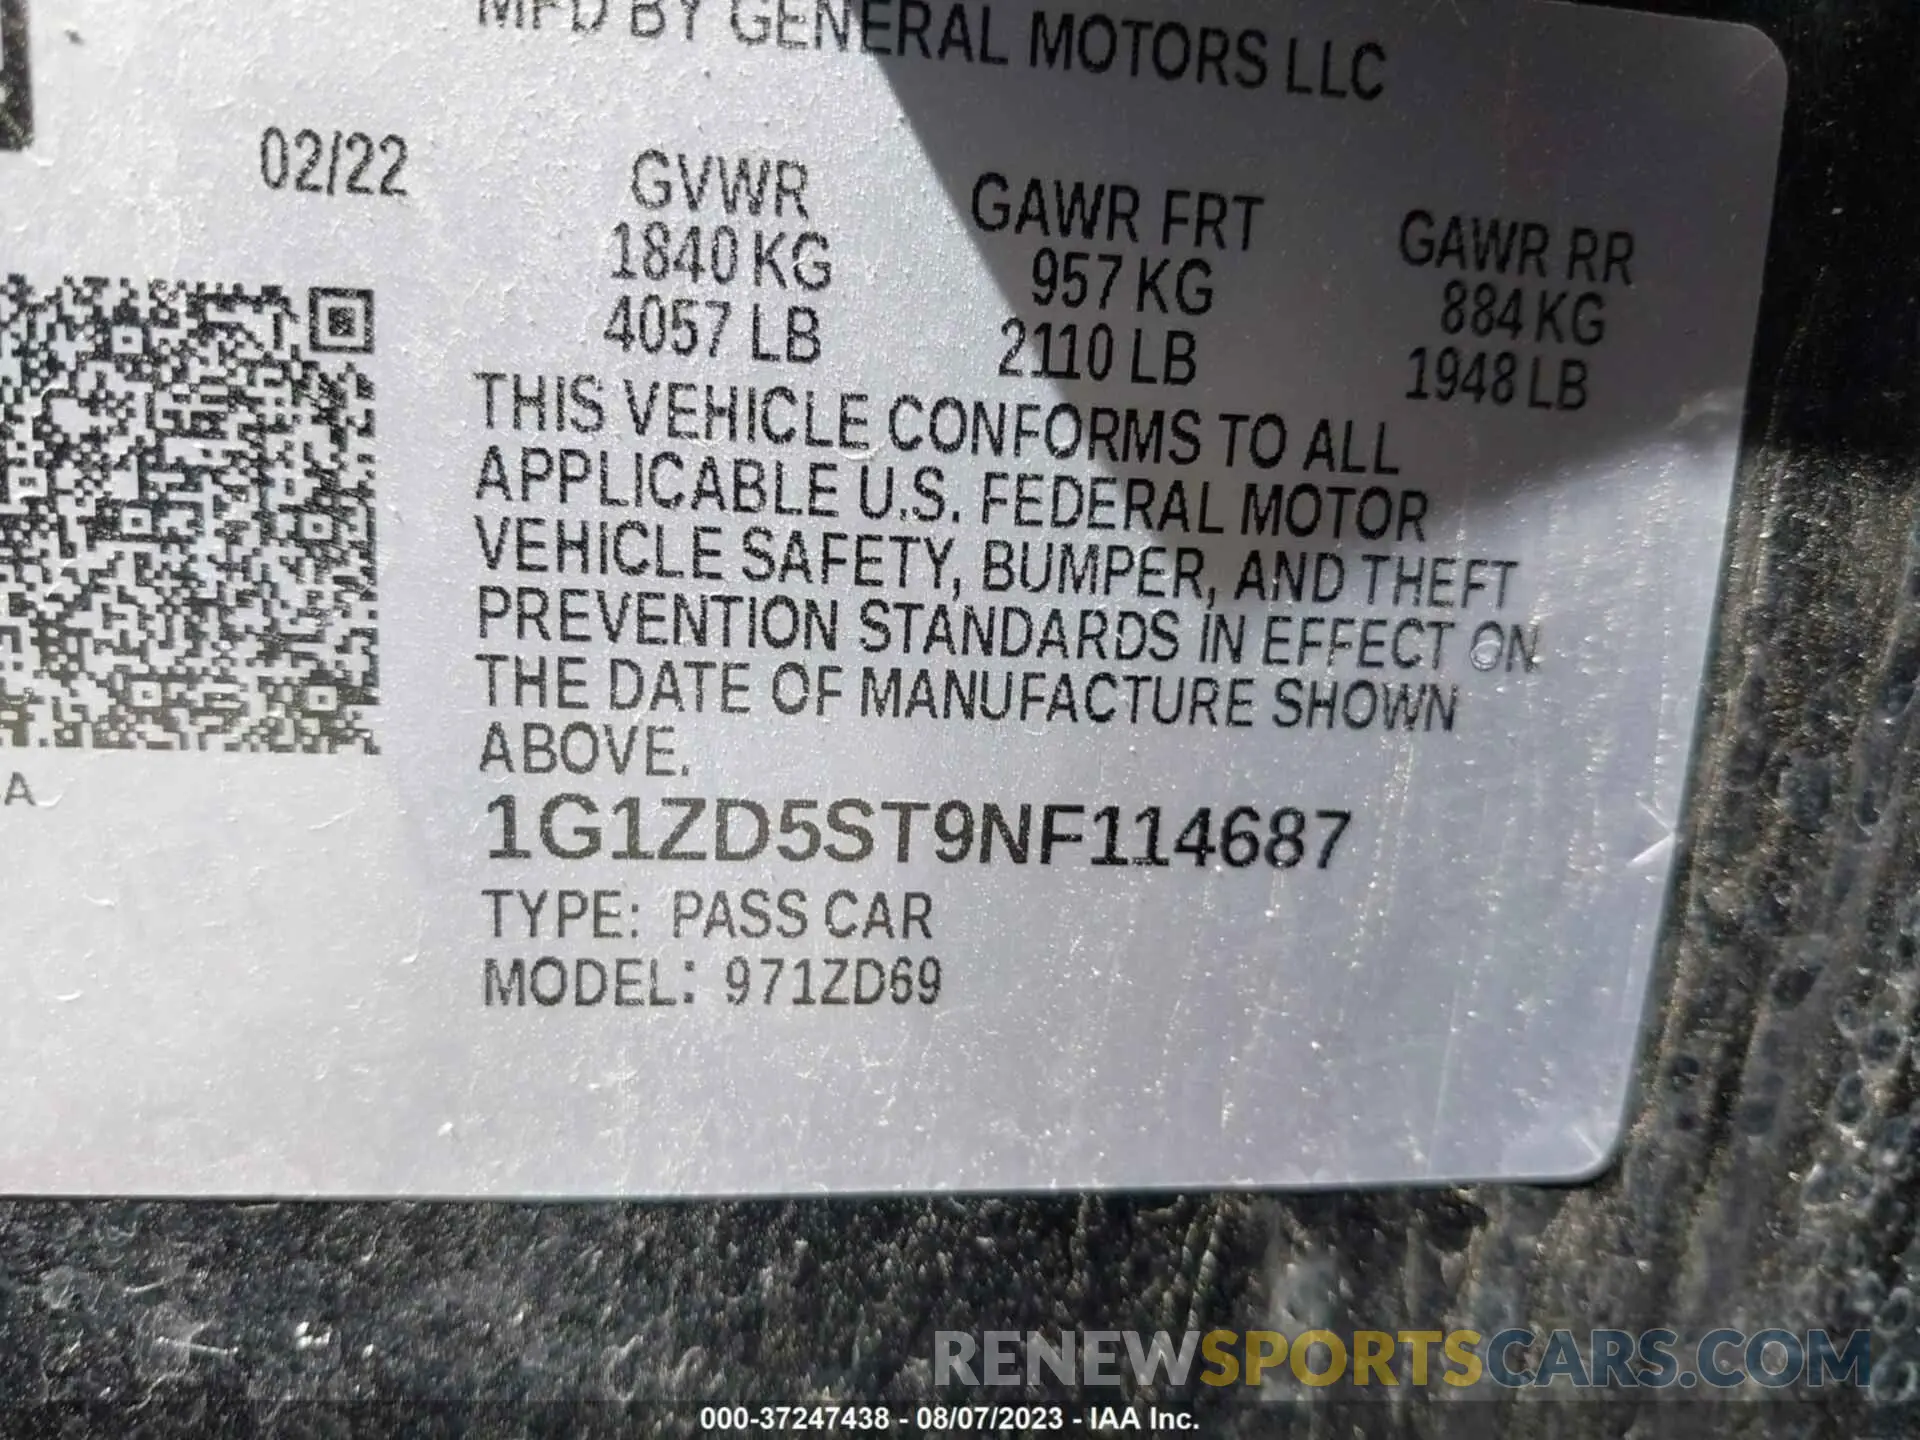 MFD BY GENERAL MOTORS LLC
02/22
GVWR
1840 KG
4057 LB
GAWR FRT
957 KG
2110 LB
GAWR RR
884 KG
1948 LB
THIS VEHICLE CONFORMS TO ALL
APPLICABLE U.S. FEDERAL MOTOR
VEHICLE SAFETY, BUMPER, AND THEFT
PREVENTION STANDARDS IN EFFECT ON
THE DATE OF MANUFACTURE SHOWN
ABOVE.
A
1G1ZD5ST9NF114687
TYPE: PASS CAR
MODEL: 971ZD69
RENEWSPORTSCARS.COM
000-37247438 - 08/07/2023 - IAA Inc.